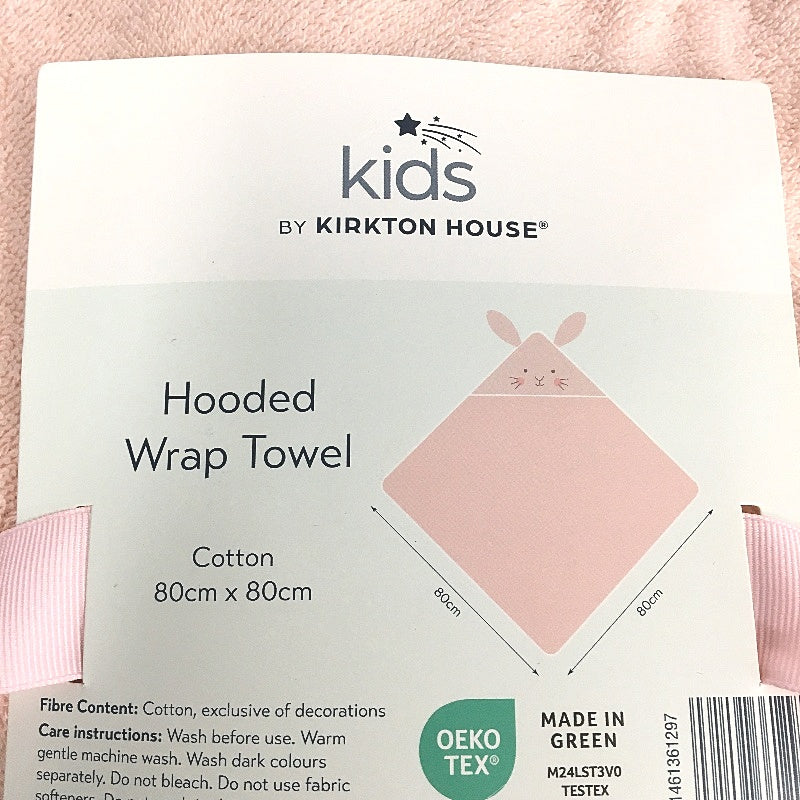 kids
BY KIRKTON HOUSE®
Hooded
Wrap Towel
Cotton
80cm x 80cm
80cm
80cm
Fibre Content: Cotton, exclusive of decorations
Care instructions: Wash before use. Warm
gentle machine wash. Wash dark colours
separately. Do not bleach. Do not use fabric
softeners.
OEKO
TEX®
MADE IN
GREEN
M24LST3V0
TESTEX
461361297